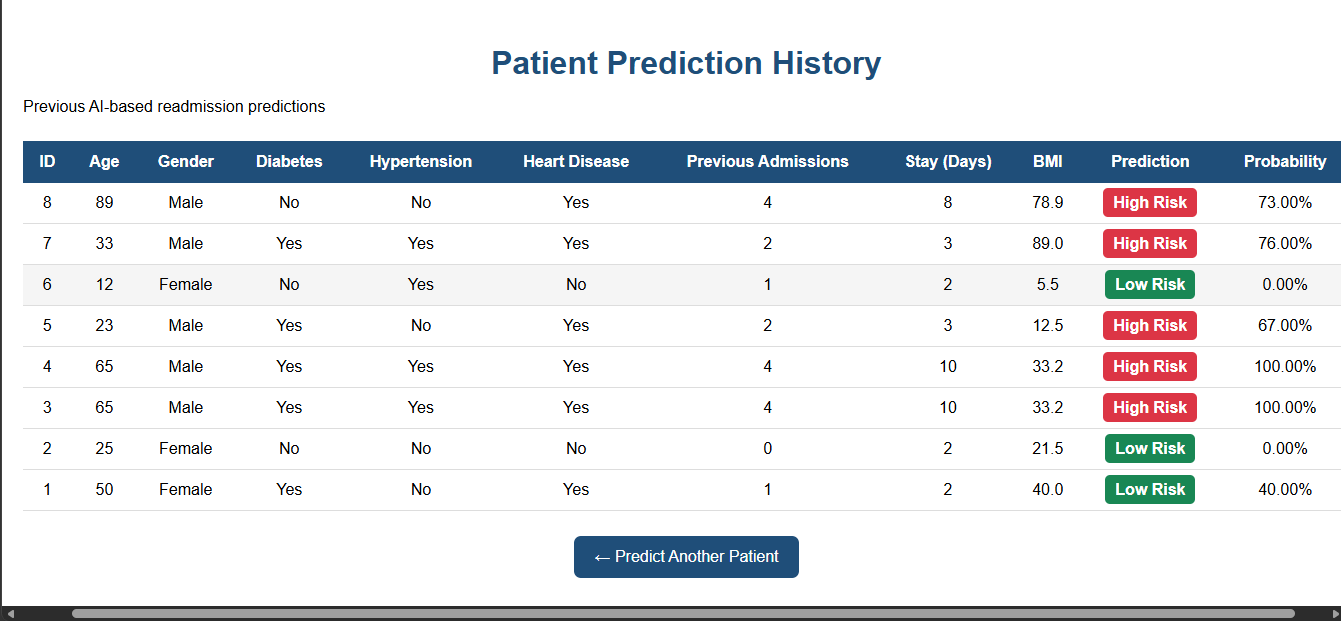 Patient Prediction History
Previous AI-based readmission predictions
ID Age Gender Diabetes Hypertension Heart Disease Previous Admissions Stay (Days) BMI Prediction Probability
8 89 Male No No Yes 4 8 78.9 High Risk 73.00%
7 33 Male Yes Yes Yes 2 3 89.0 High Risk 76.00%
6 12 Female No Yes No 1 2 5.5 Low Risk 0.00%
5 23 Male Yes No Yes 2 3 12.5 High Risk 67.00%
4 65 Male Yes Yes Yes 4 10 33.2 High Risk 100.00%
3 65 Male Yes Yes Yes 4 10 33.2 High Risk 100.00%
2 25 Female No No No 0 2 21.5 Low Risk 0.00%
1 50 Female Yes No Yes 1 2 40.0 Low Risk 40.00%
← Predict Another Patient